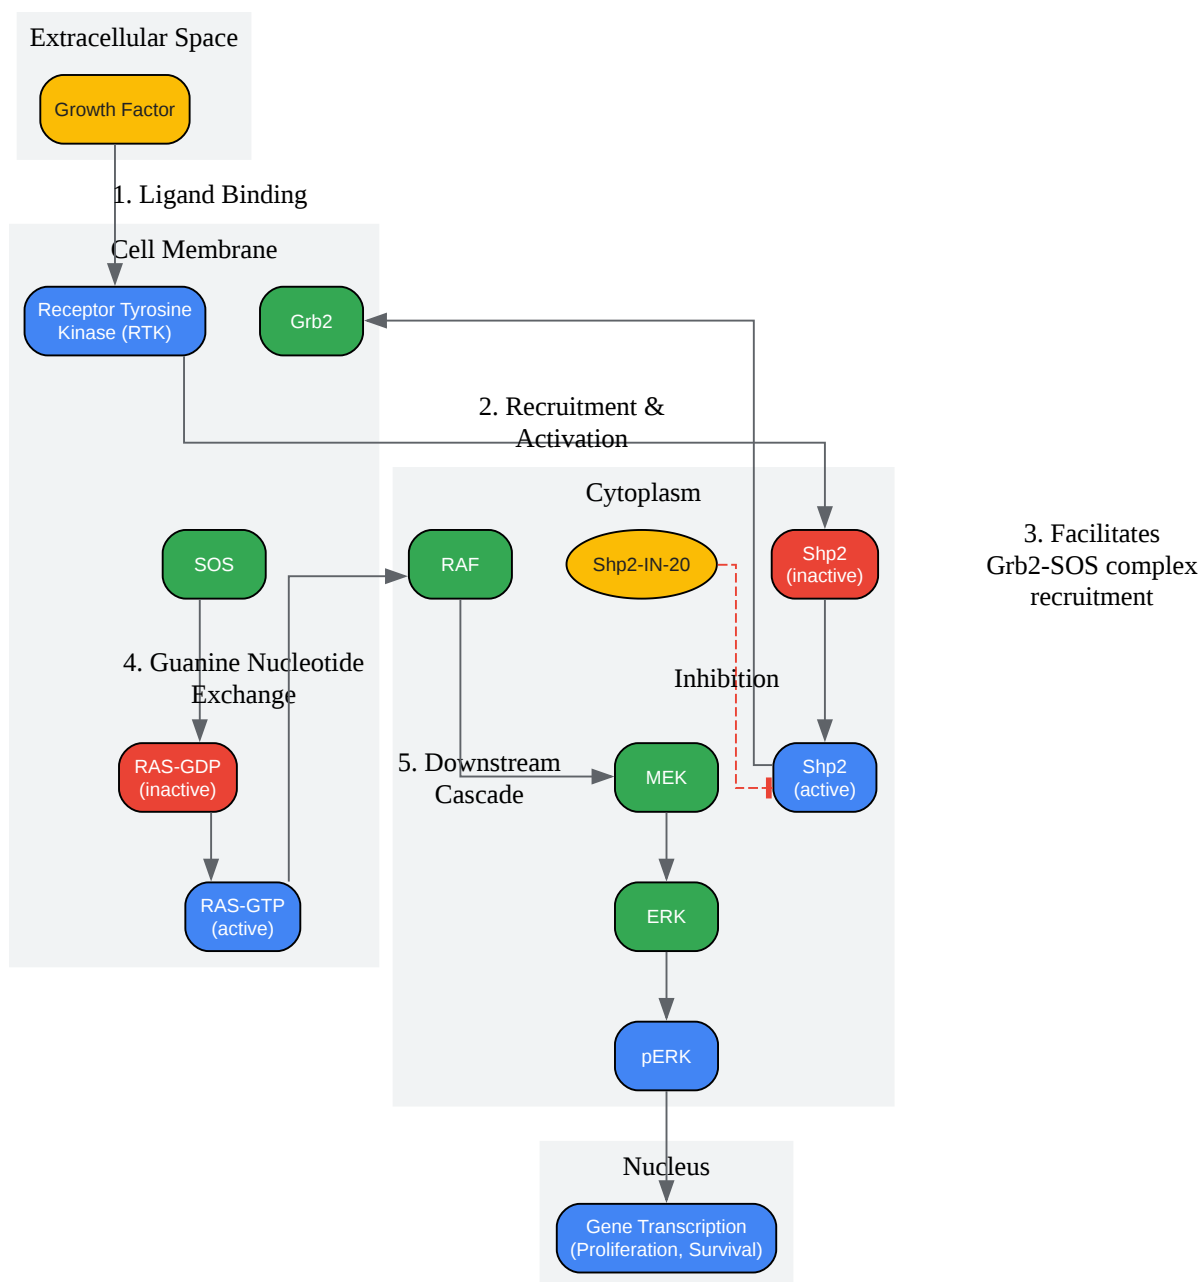 Extracellular Space
Growth Factor
1. Ligand Binding
Cell Membrane
Receptor Tyrosine
Kinase (RTK)
Grb2
2. Recruitment &
Activation
Cytoplasm
SOS
RAF
Shp2-IN-20
Shp2
(inactive)
3. Facilitates
Grb2-SOS complex
recruitment
4. Guanine Nucleotide
Exchange
Inhibition
RAS-GDP
(inactive)
5. Downstream
Cascade
MEK
Shp2
(active)
RAS-GTP
(active)
ERK
pERK
Nucleus
Gene Transcription
(Proliferation, Survival)